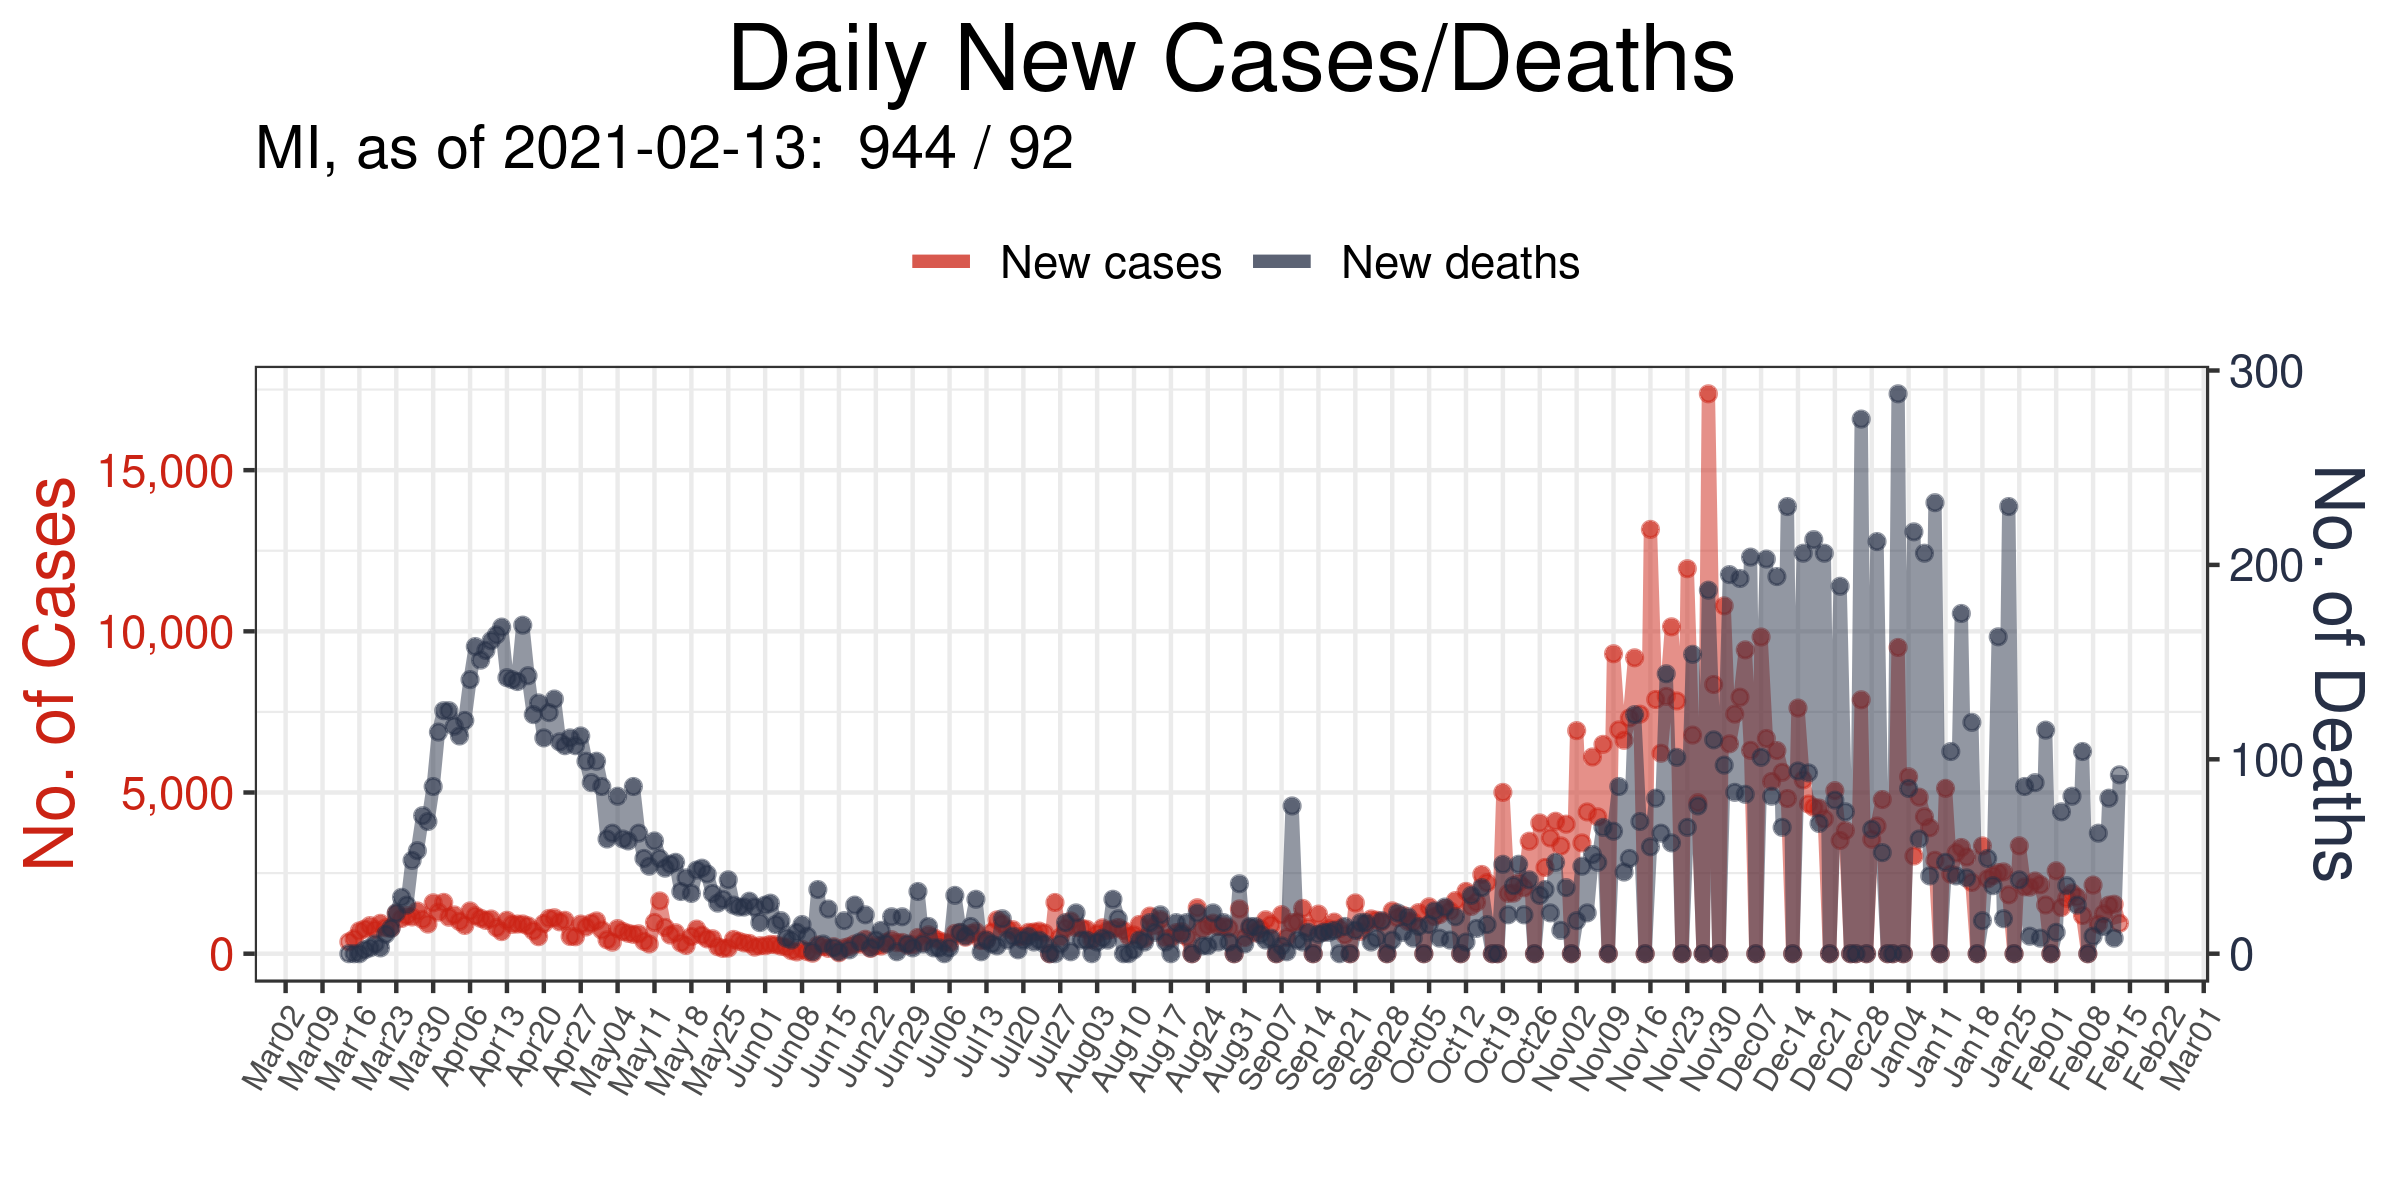 Daily New Cases/Deaths
MI, as of 2021-02-13:  944 / 92
New cases
New deaths
No. of Cases
15,000
10,000
5,000
0
300
200
100
0
No. of Deaths
Mar02
Mar09
Mar16
Mar23
Mar30
Apr06
Apr13
Apr20
Apr27
May04
May11
May18
May25
Jun01
Jun08
Jun15
Jun22
Jun29
Jul06
Jul13
Jul20
Jul27
Aug03
Aug10
Aug17
Aug24
Aug31
Sep07
Sep14
Sep21
Sep28
Oct05
Oct12
Oct19
Oct26
Nov02
Nov09
Nov16
Nov23
Nov30
Dec07
Dec14
Dec21
Dec28
Jan04
Jan11
Jan18
Jan25
Feb01
Feb08
Feb15
Feb22
Mar01